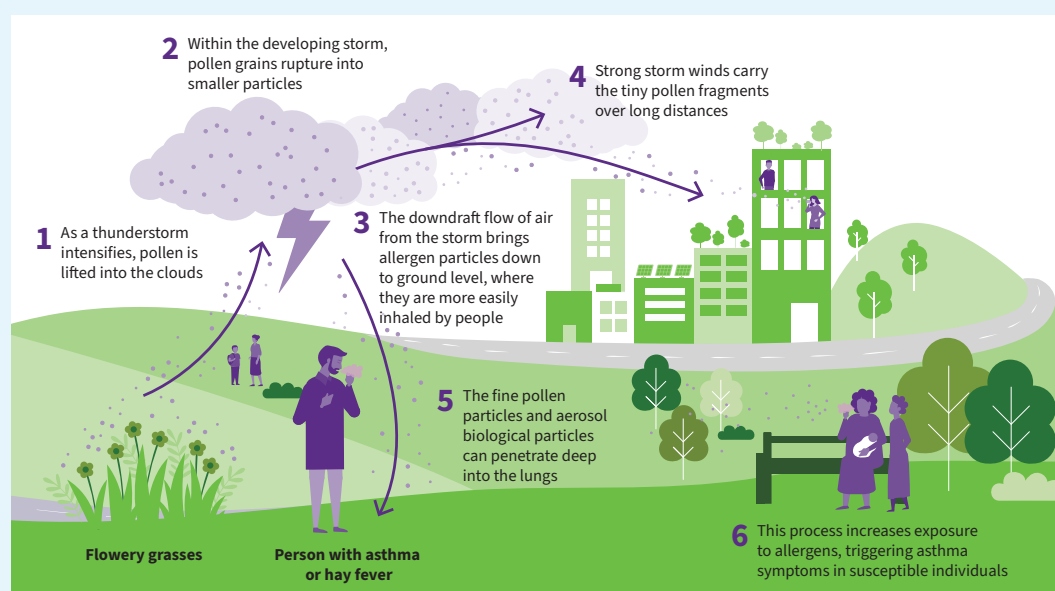 1 As a thunderstorm
intensifies, pollen is
lifted into the clouds
2 Within the developing storm,
pollen grains rupture into
smaller particles
3 The downdraft flow of air
from the storm brings
allergen particles down
to ground level, where
they are more easily
inhaled by people
4 Strong storm winds carry
the tiny pollen fragments
over long distances
5 The fine pollen
particles and aerosol
biological particles
can penetrate deep
into the lungs
6 This process increases exposure
to allergens, triggering asthma
symptoms in susceptible individuals
Flowery grasses
Person with asthma
or hay fever